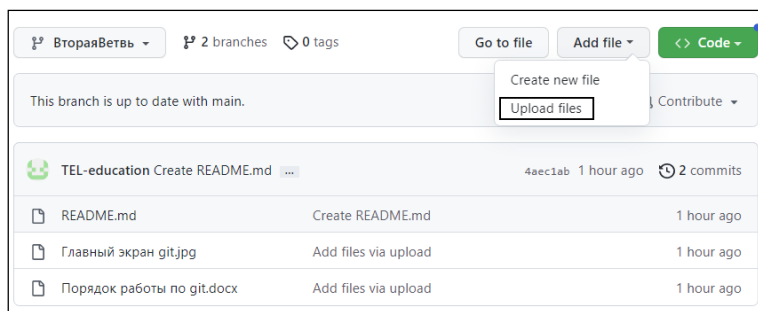 ВтораяВетвь 2 branches 0 tags Go to file Add file <> Code
Create new file
This branch is up to date with main. Contribute
Upload files
TEL-education Create README.md ... 4aec1ab 1 hour ago 2 commits
README.md Create README.md 1 hour ago
Главный экран git.jpg Add files via upload 1 hour ago
Порядок работы по git.docx Add files via upload 1 hour ago